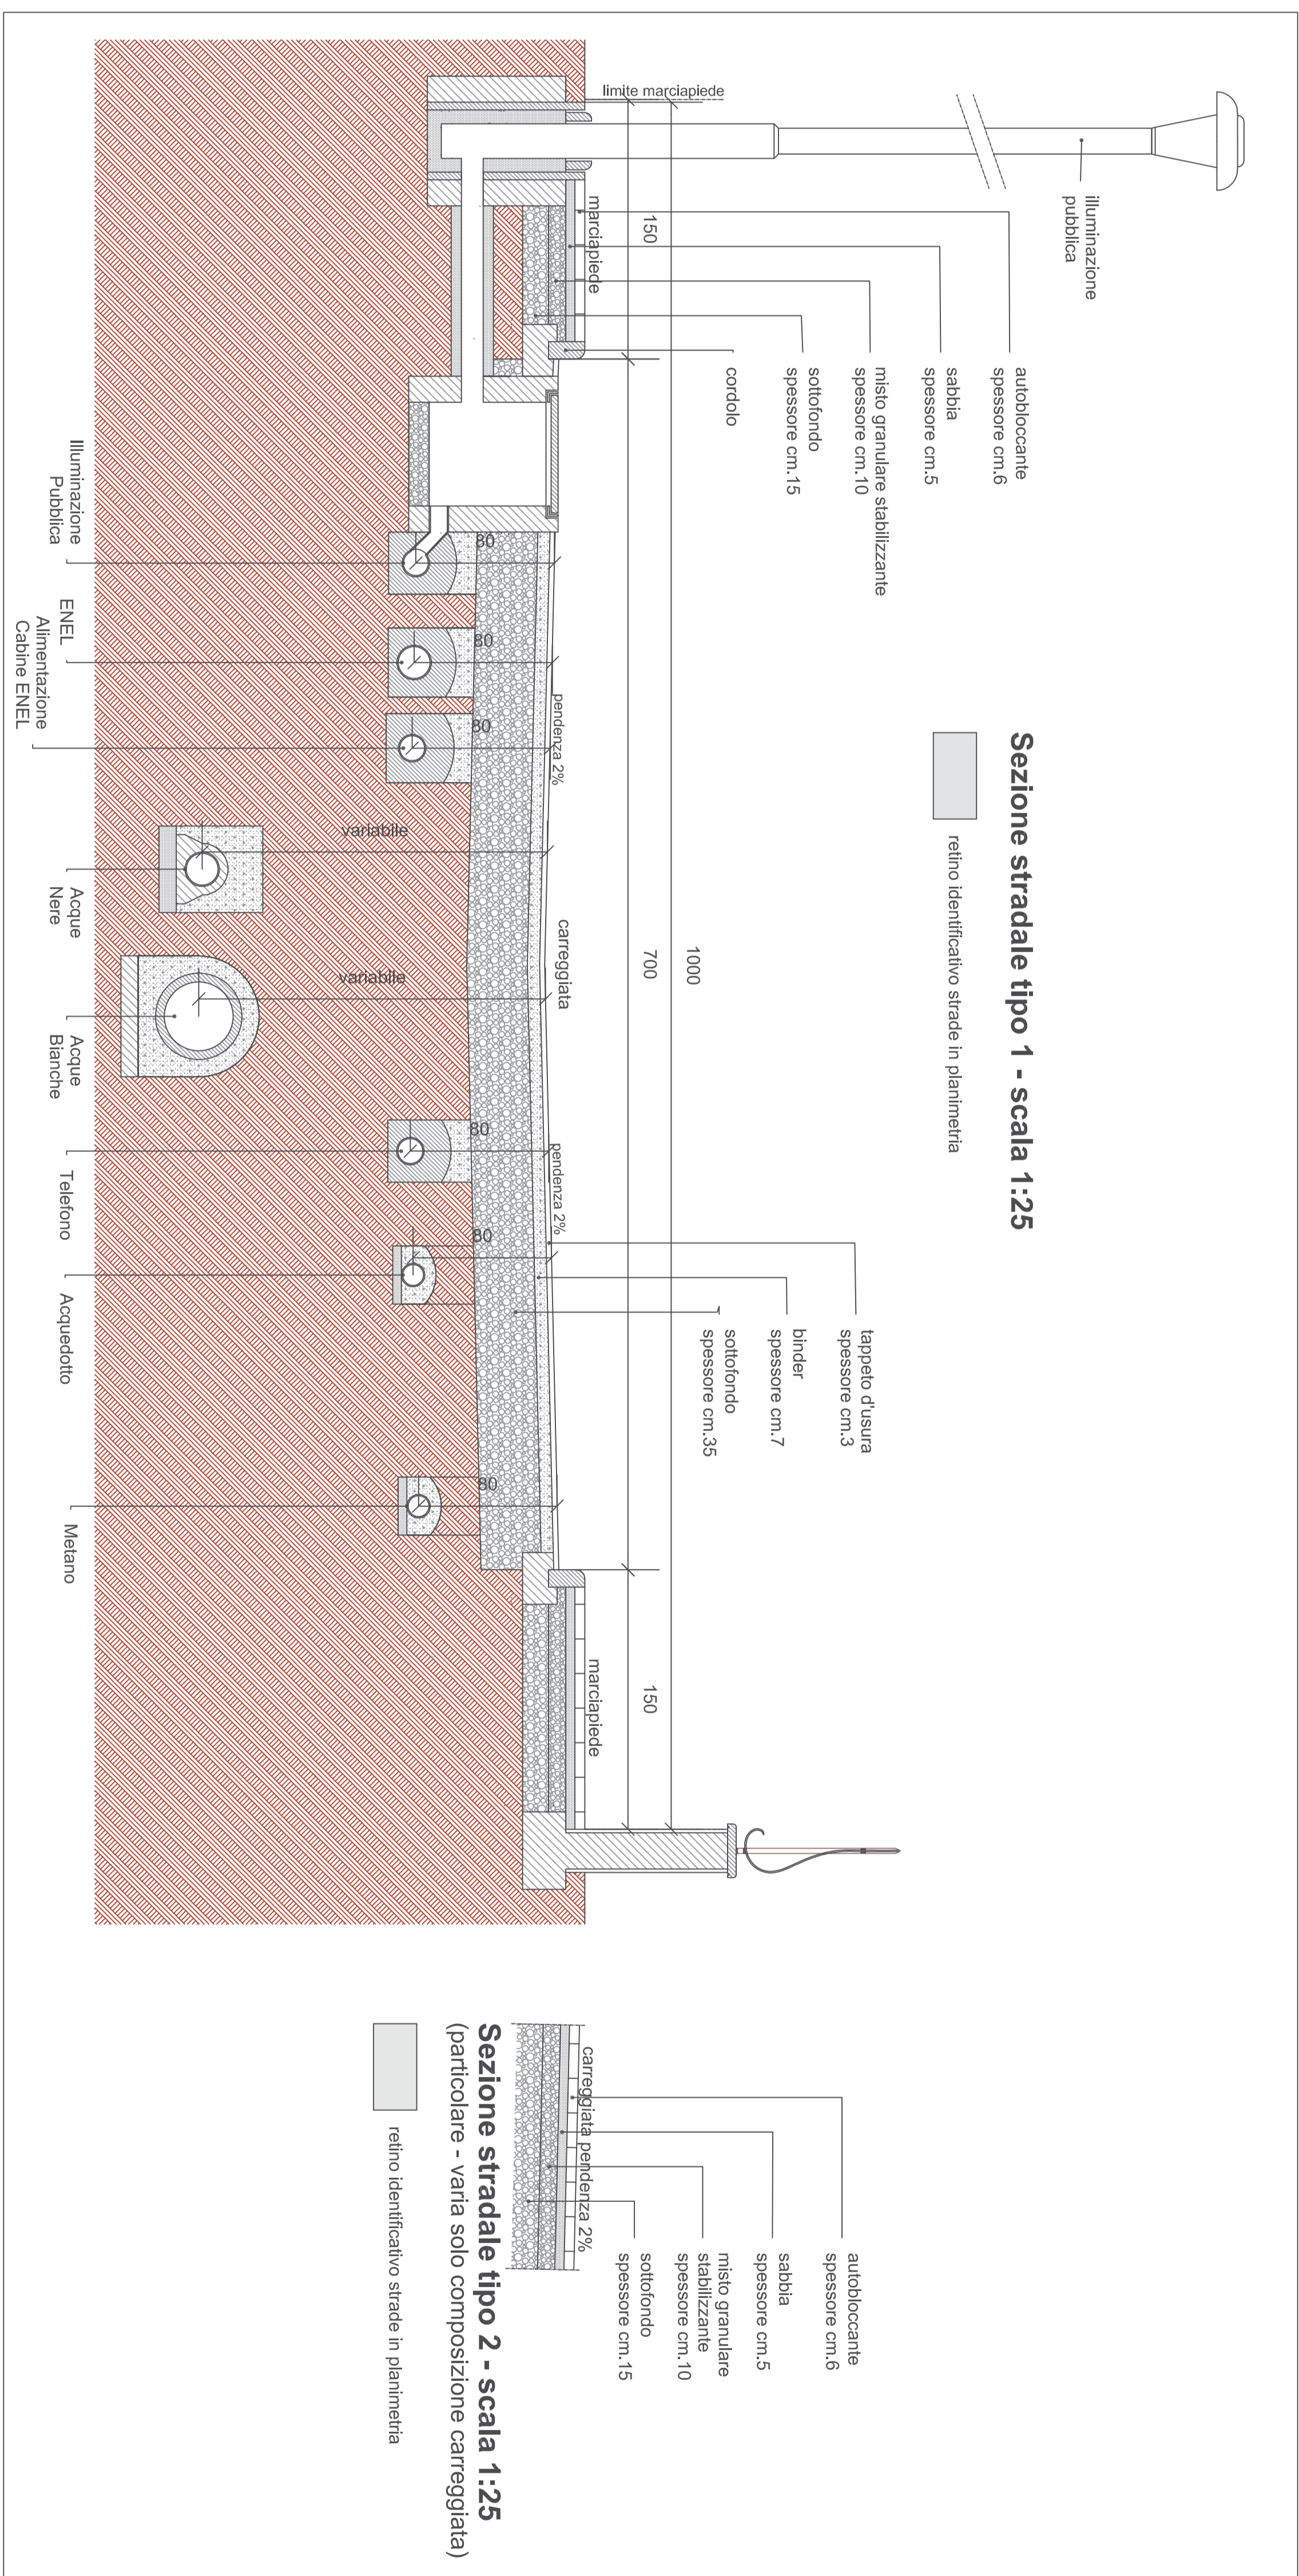 Sezione stradale tipo 1 - scala 1:25
retino identificativo strade in planimetria
illuminazione
pubblica
autobloccante
spessore cm.6
sabbia
spessore cm.5
misto granulare stabilizzante
spessore cm.10
sottofondo
spessore cm.15
cordolo
tappeto d'usura
spessore cm.3
binder
spessore cm.7
sottofondo
spessore cm.35
limite marciapiede
1000
150
700
150
marciapiede
pendenza 2%
carreggiata
pendenza 2%
marciapiede
80
80
80
variabile
variabile
80
80
80
Illuminazione
Pubblica
ENEL
Alimentazione
Cabine ENEL
Acque
Nere
Acque
Bianche
Telefono
Acquedotto
Metano
autobloccante
spessore cm.6
sabbia
spessore cm.5
misto granulare
stabilizzante
spessore cm.10
sottofondo
spessore cm.15
carreggiata pendenza 2%
Sezione stradale tipo 2 - scala 1:25
(particolare - varia solo composizione carreggiata)
retino identificativo strade in planimetria